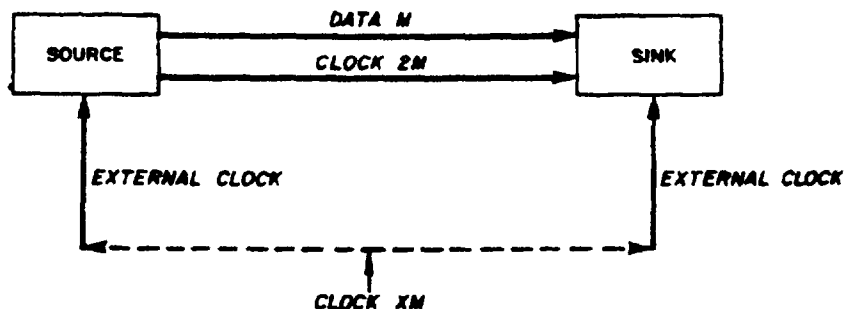 DATA M
SOURCE
SINK
CLOCK 2M
EXTERNAL CLOCK
EXTERNAL CLOCK
CLOCK XM